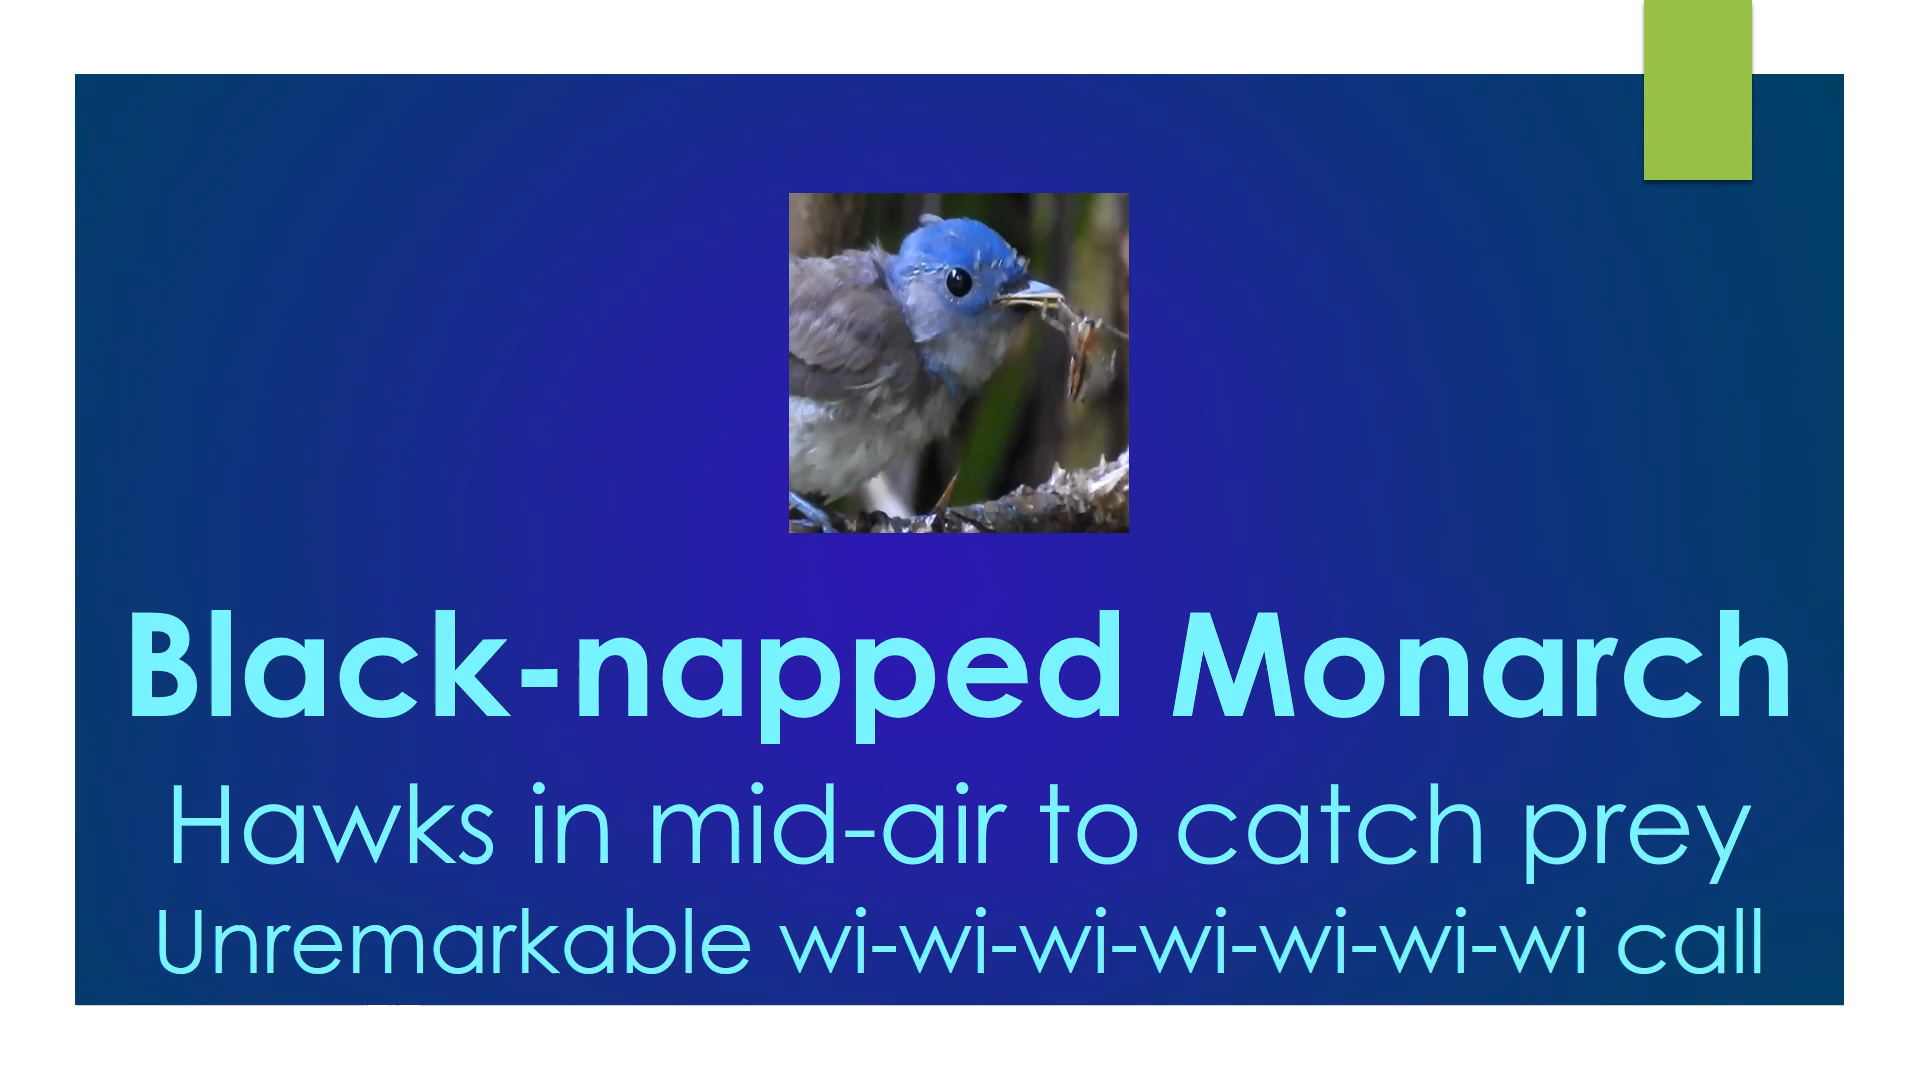 Black-napped Monarch
Hawks in mid-air to catch prey
Unremarkable wi-wi-wi-wi-wi-wi-wi call